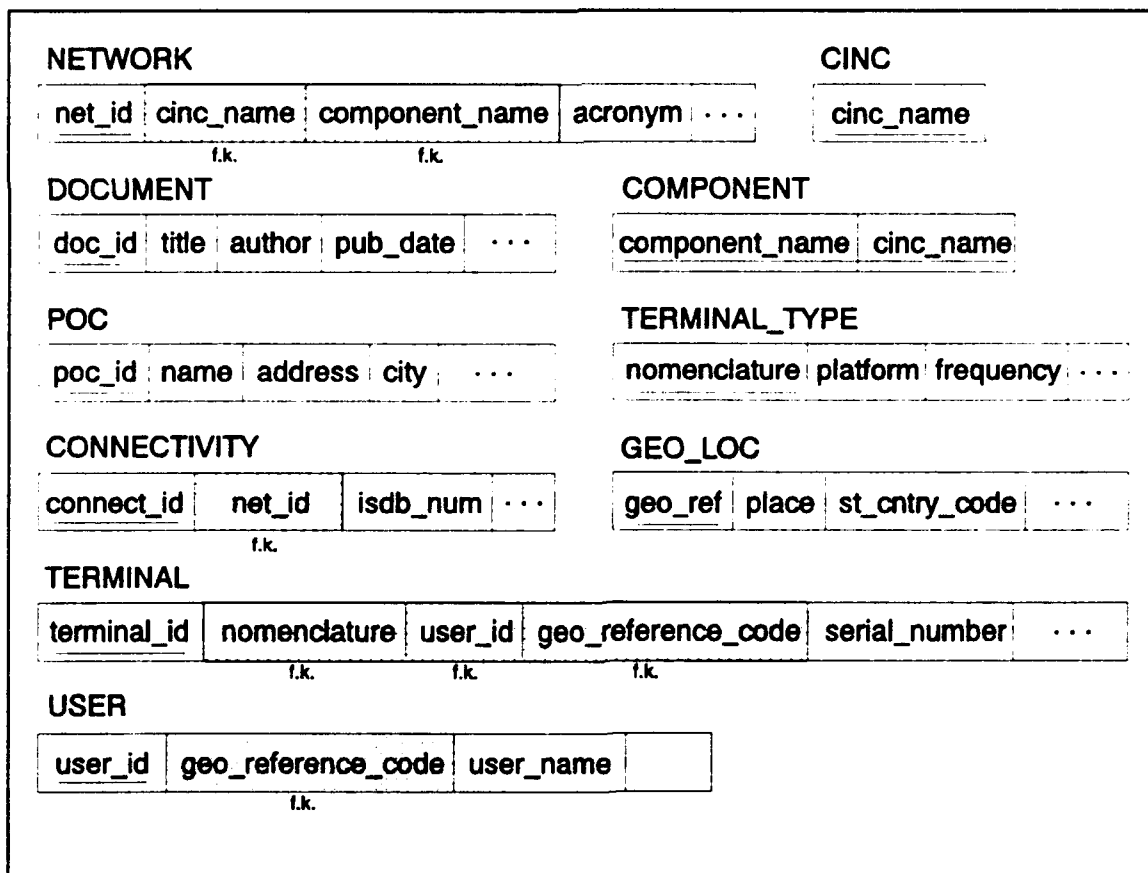 NETWORK CINC
net_id cinc_name component_name acronym ··· cinc_name
f.k. f.k.
DOCUMENT COMPONENT
doc_id title author pub_date ··· component_name cinc_name
POC TERMINAL_TYPE
poc_id name address city ··· nomenclature platform frequency ···
CONNECTIVITY GEO_LOC
connect_id net_id isdb_num ··· geo_ref place st_cntry_code ···
f.k.
TERMINAL
terminal_id nomenclature user_id geo_reference_code serial_number ···
f.k. f.k. f.k.
USER
user_id geo_reference_code user_name
f.k.